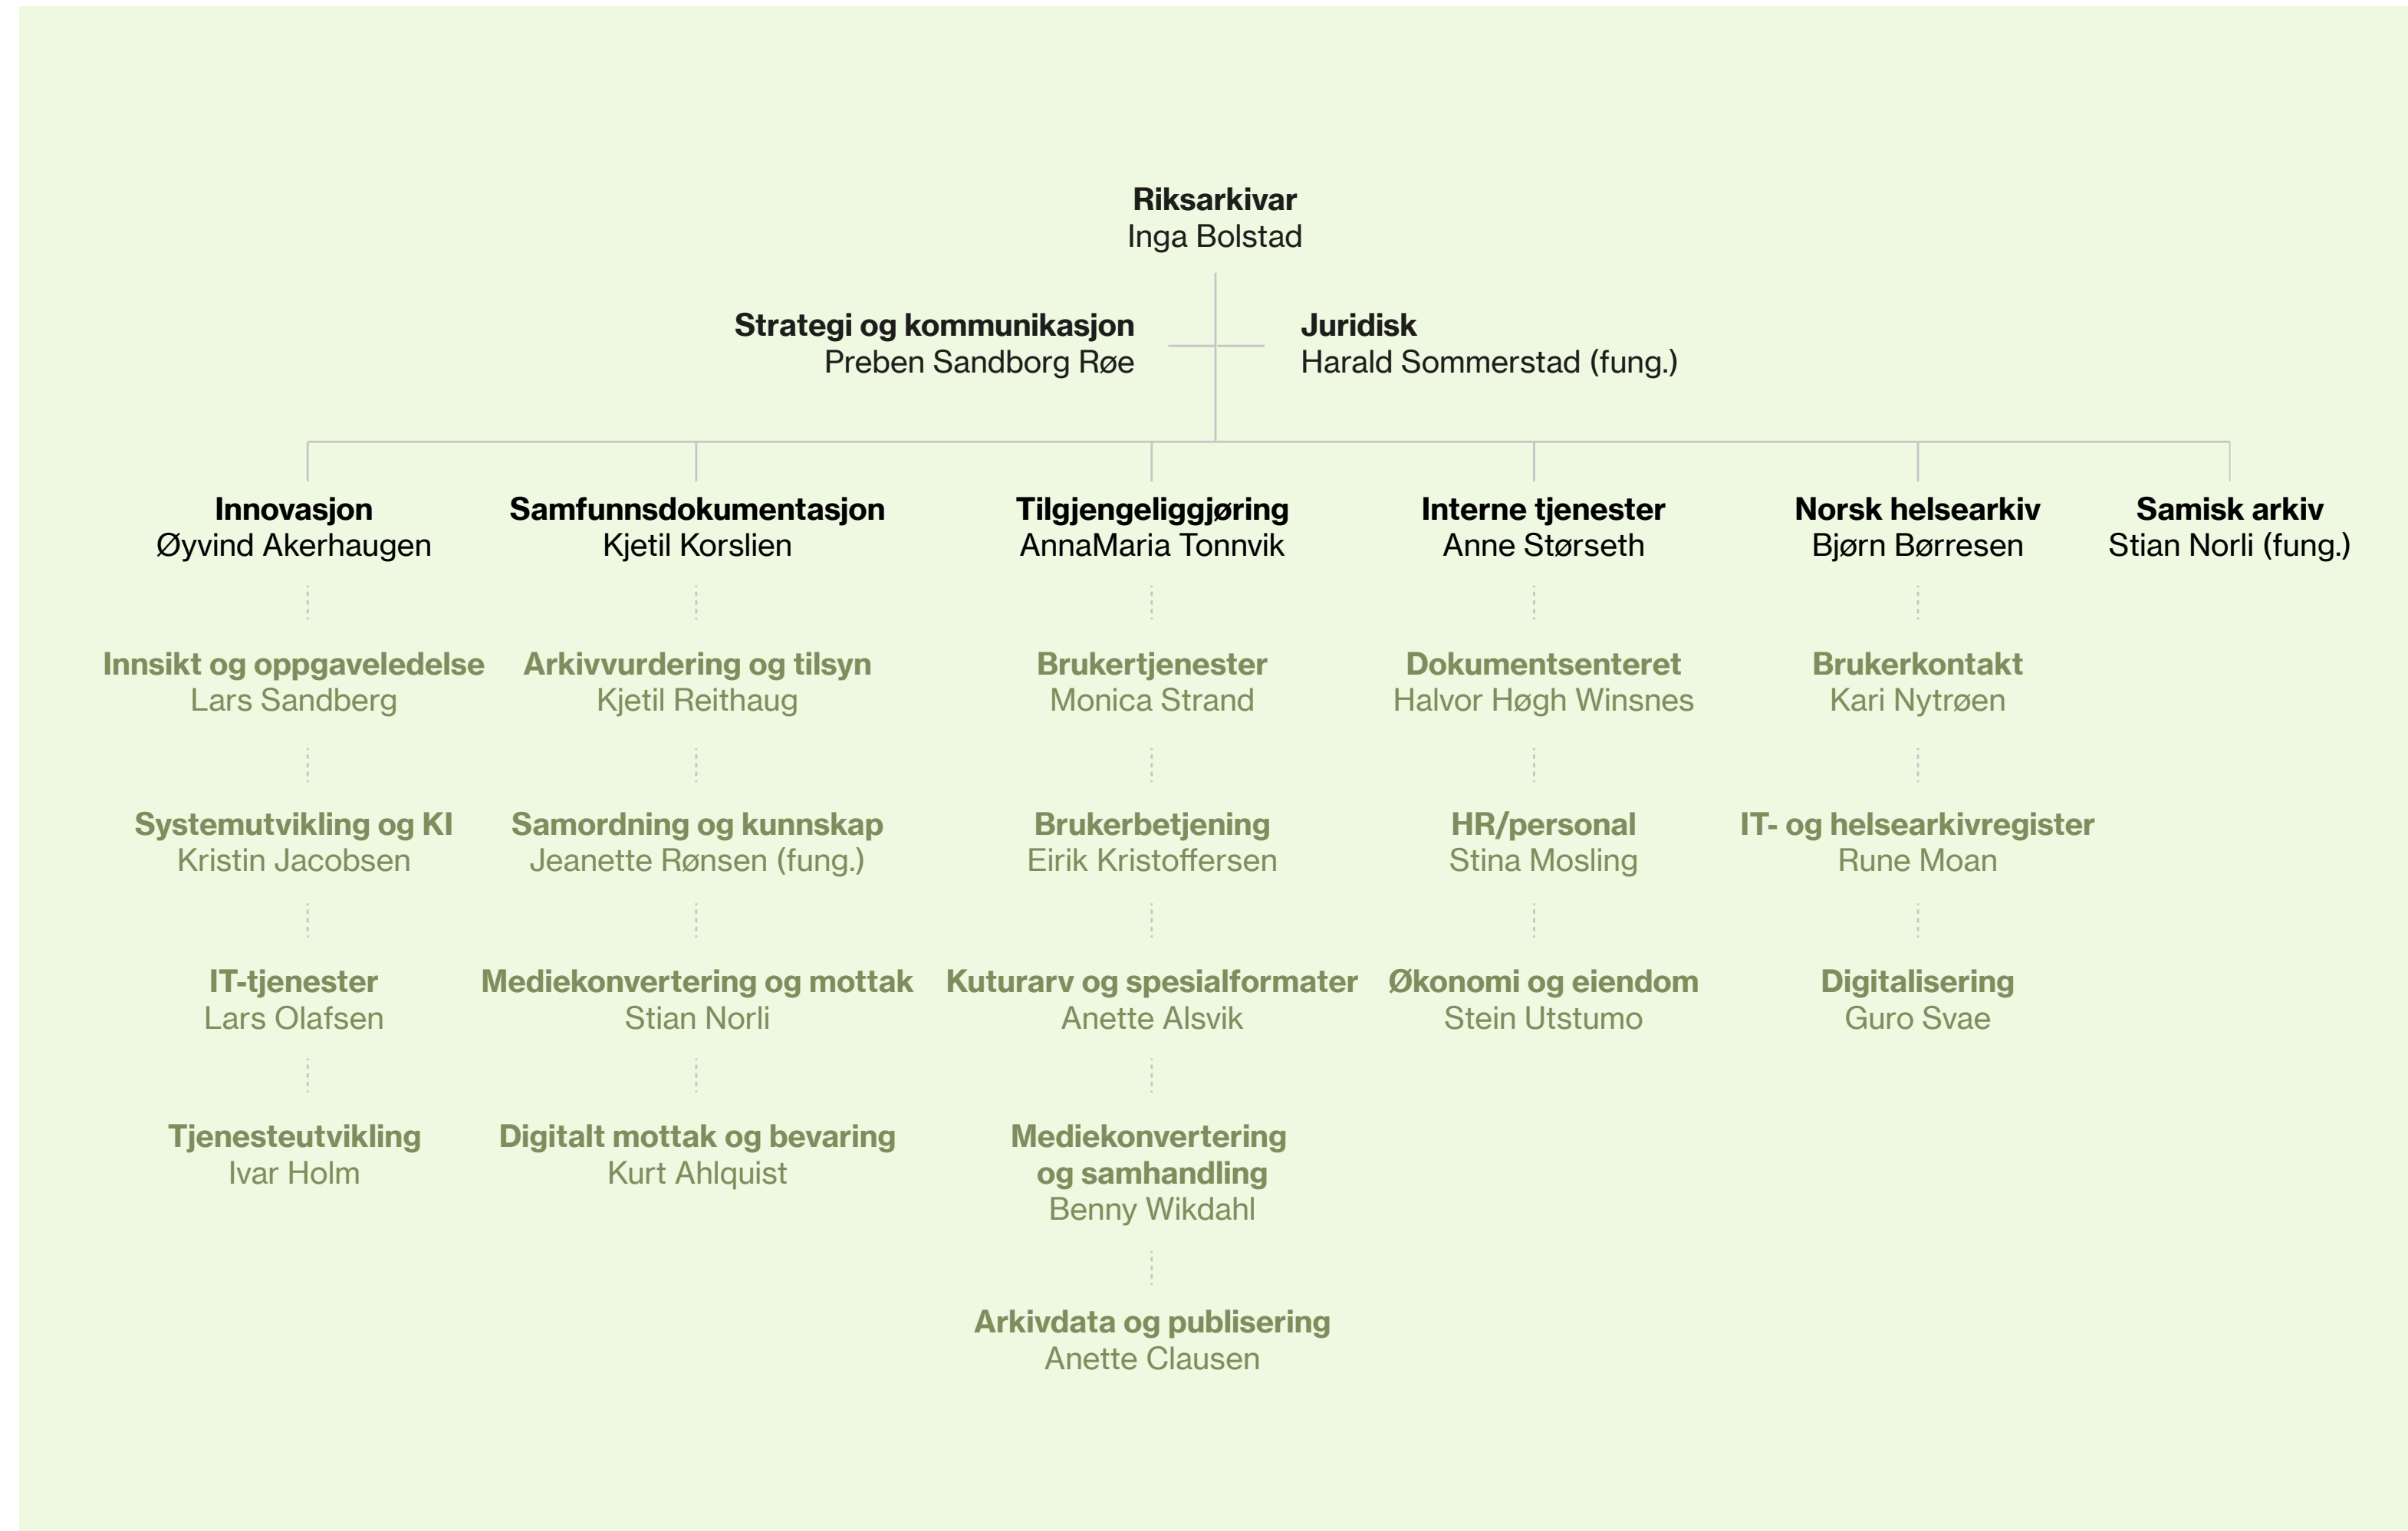 Riksarkivar
Inga Bolstad
Strategi og kommunikasjon
Preben Sandborg Røe
Juridisk
Harald Sommerstad (fung.)
Innovasjon
Øyvind Akerhaugen
Innsikt og oppgaveledelse
Lars Sandberg
Systemutvikling og KI
Kristin Jacobsen
IT-tjenester
Lars Olafsen
Tjenesteutvikling
Ivar Holm
Samfunnsdokumentasjon
Kjetil Korslien
Arkivvurdering og tilsyn
Kjetil Reithaug
Samordning og kunnskap
Jeanette Rønsen (fung.)
Mediekonvertering og mottak
Stian Norli
Digitalt mottak og bevaring
Kurt Ahlquist
Tilgjengeliggjøring
AnnaMaria Tonnvik
Brukertjenester
Monica Strand
Brukerbetjening
Eirik Kristoffersen
Kuturarv og spesialformater
Anette Alsvik
Mediekonvertering
og samhandling
Benny Wikdahl
Arkivdata og publisering
Anette Clausen
Interne tjenester
Anne Størseth
Dokumentsenteret
Halvor Høgh Winsnes
HR/personal
Stina Mosling
Økonomi og eiendom
Stein Utstumo
Norsk helsearkiv
Bjørn Børresen
Brukerkontakt
Kari Nytrøen
IT- og helsearkivregister
Rune Moan
Digitalisering
Guro Svae
Samisk arkiv
Stian Norli (fung.)